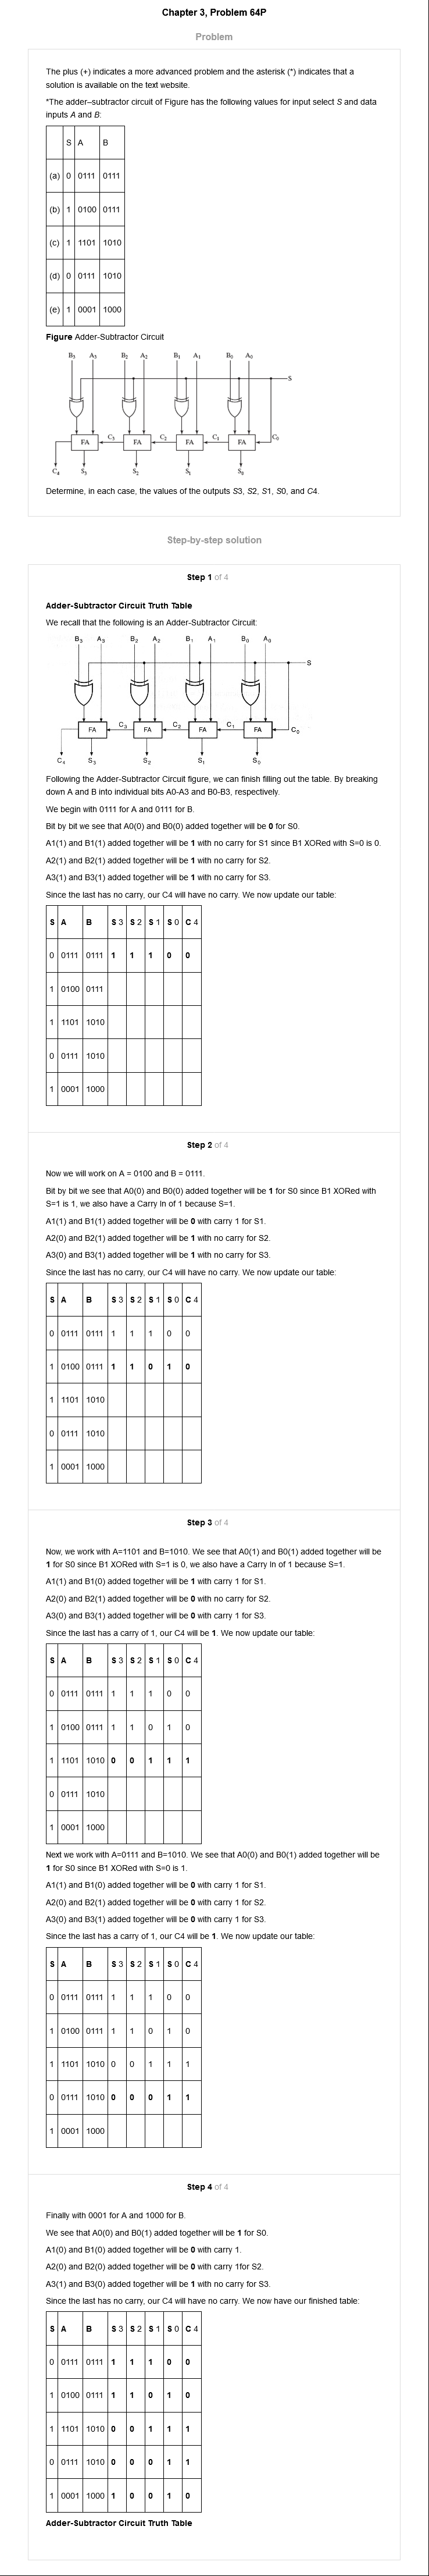 Chapter 3, Problem 64P
Problem
The plus (+) indicates a more advanced problem and the asterisk (*) indicates that a
solution is available on the text website.
*The adder–subtractor circuit of Figure has the following values for input select S and data
inputs A and B:
S A B
(a) 0 0111 0111
(b) 1 0100 0111
(c) 1 1101 1010
(d) 0 0111 1010
(e) 1 0001 1000
Figure Adder-Subtractor Circuit
B3 A3 B2 A2 B1 A1 B0 A0
S
FA C3 FA C2 FA C1 FA C0
C4 S3 S2 S1 S0
Determine, in each case, the values of the outputs S3, S2, S1, S0, and C4.
Step-by-step solution
Step 1 of 4
Adder-Subtractor Circuit Truth Table
We recall that the following is an Adder-Subtractor Circuit:
B3 A3 B2 A2 B1 A1 B0 A0
S
FA C3 FA C2 FA C1 FA C0
C4 S3 S2 S1 S0
Following the Adder-Subtractor Circuit figure, we can finish filling out the table. By breaking
down A and B into individual bits A0-A3 and B0-B3, respectively.
We begin with 0111 for A and 0111 for B.
Bit by bit we see that A0(0) and B0(0) added together will be 0 for S0.
A1(1) and B1(1) added together will be 1 with no carry for S1 since B1 XORed with S=0 is 0.
A2(1) and B2(1) added together will be 1 with no carry for S2.
A3(1) and B3(1) added together will be 1 with no carry for S3.
Since the last has no carry, our C4 will have no carry. We now update our table:
S A B S 3 S 2 S 1 S 0 C 4
0 0111 0111 1 1 1 0 0
1 0100 0111
1 1101 1010
0 0111 1010
1 0001 1000
Step 2 of 4
Now we will work on A = 0100 and B = 0111.
Bit by bit we see that A0(0) and B0(0) added together will be 1 for S0 since B1 XORed with
S=1 is 1, we also have a Carry In of 1 because S=1.
A1(1) and B1(1) added together will be 0 with carry 1 for S1.
A2(0) and B2(1) added together will be 1 with no carry for S2.
A3(0) and B3(1) added together will be 1 with no carry for S3.
Since the last has no carry, our C4 will have no carry. We now update our table:
S A B S 3 S 2 S 1 S 0 C 4
0 0111 0111 1 1 1 0 0
1 0100 0111 1 1 0 1 0
1 1101 1010
0 0111 1010
1 0001 1000
Step 3 of 4
Now, we work with A=1101 and B=1010. We see that A0(1) and B0(1) added together will be
1 for S0 since B1 XORed with S=1 is 0, we also have a Carry In of 1 because S=1.
A1(1) and B1(0) added together will be 1 with carry 1 for S1.
A2(0) and B2(1) added together will be 0 with no carry for S2.
A3(0) and B3(1) added together will be 0 with carry 1 for S3.
Since the last has a carry of 1, our C4 will be 1. We now update our table:
S A B S 3 S 2 S 1 S 0 C 4
0 0111 0111 1 1 1 0 0
1 0100 0111 1 1 0 1 0
1 1101 1010 0 0 1 1 1
0 0111 1010
1 0001 1000
Next we work with A=0111 and B=1010. We see that A0(0) and B0(1) added together will be
1 for S0 since B1 XORed with S=0 is 1.
A1(1) and B1(0) added together will be 0 with carry 1 for S1.
A2(0) and B2(1) added together will be 0 with carry 1 for S2.
A3(0) and B3(1) added together will be 0 with carry 1 for S3.
Since the last has a carry of 1, our C4 will be 1. We now update our table:
S A B S 3 S 2 S 1 S 0 C 4
0 0111 0111 1 1 1 0 0
1 0100 0111 1 1 0 1 0
1 1101 1010 0 0 1 1 1
0 0111 1010 0 0 0 1 1
1 0001 1000
Step 4 of 4
Finally with 0001 for A and 1000 for B.
We see that A0(0) and B0(1) added together will be 1 for S0.
A1(0) and B1(0) added together will be 0 with carry 1.
A2(0) and B2(0) added together will be 0 with carry 1for S2.
A3(1) and B3(0) added together will be 1 with no carry for S3.
Since the last has no carry, our C4 will have no carry. We now have our finished table:
S A B S 3 S 2 S 1 S 0 C 4
0 0111 0111 1 1 1 0 0
1 0100 0111 1 1 0 1 0
1 1101 1010 0 0 1 1 1
0 0111 1010 0 0 0 1 1
1 0001 1000 1 0 0 1 0
Adder-Subtractor Circuit Truth Table